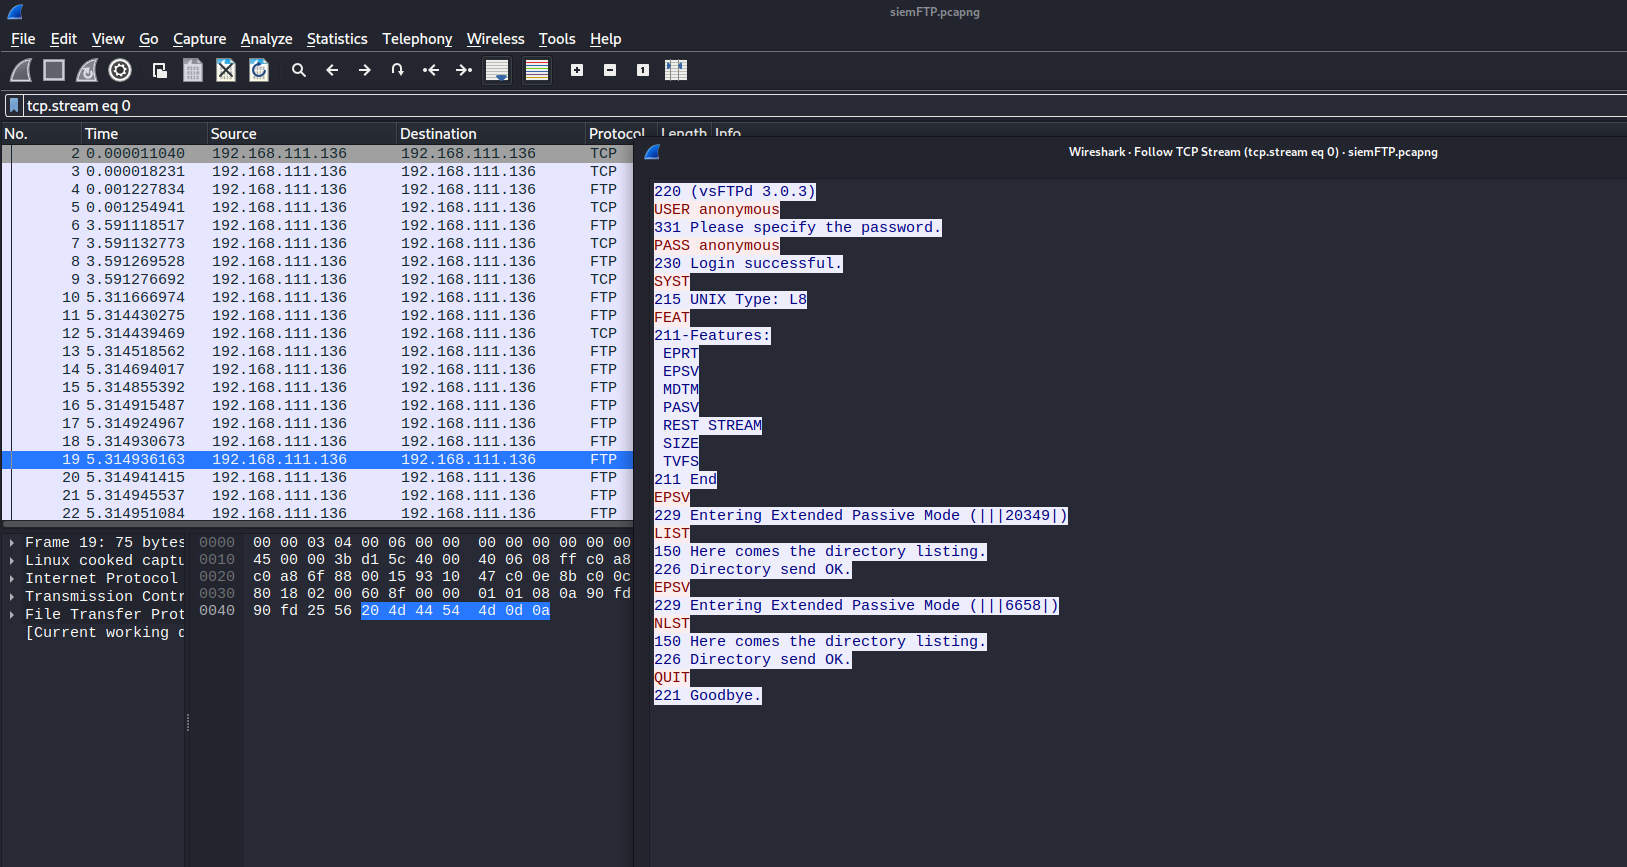 siemFTP.pcapng
File Edit View Go Capture Analyze Statistics Telephony Wireless Tools Help
tcp.stream eq 0
No. Time Source Destination Protocol Length Info
2 0.000011040 192.168.111.136 192.168.111.136 TCP
3 0.000018231 192.168.111.136 192.168.111.136 TCP
4 0.001227834 192.168.111.136 192.168.111.136 FTP
5 0.001254941 192.168.111.136 192.168.111.136 TCP
6 3.591118517 192.168.111.136 192.168.111.136 FTP
7 3.591132773 192.168.111.136 192.168.111.136 TCP
8 3.591269528 192.168.111.136 192.168.111.136 FTP
9 3.591276692 192.168.111.136 192.168.111.136 TCP
10 5.311666974 192.168.111.136 192.168.111.136 FTP
11 5.314430275 192.168.111.136 192.168.111.136 FTP
12 5.314439469 192.168.111.136 192.168.111.136 TCP
13 5.314518562 192.168.111.136 192.168.111.136 FTP
14 5.314694017 192.168.111.136 192.168.111.136 FTP
15 5.314855392 192.168.111.136 192.168.111.136 FTP
16 5.314915487 192.168.111.136 192.168.111.136 FTP
17 5.314924967 192.168.111.136 192.168.111.136 FTP
18 5.314930673 192.168.111.136 192.168.111.136 FTP
19 5.314936163 192.168.111.136 192.168.111.136 FTP
20 5.314941415 192.168.111.136 192.168.111.136 FTP
21 5.314945537 192.168.111.136 192.168.111.136 FTP
22 5.314951084 192.168.111.136 192.168.111.136 FTP
Frame 19: 75 bytes
Linux cooked captu
Internet Protocol
Transmission Contr
File Transfer Prot
[Current working d
0000 00 00 03 04 00 06 00 00 00 00 00 00 00 00
0010 45 00 00 3b d1 5c 40 00 40 06 08 ff c0 a8
0020 c0 a8 6f 88 00 15 93 10 47 c0 0e 8b c0 0c
0030 80 18 02 00 60 8f 00 00 01 01 08 0a 90 fd
0040 90 fd 25 56 20 4d 44 54 4d 0d 0a
Wireshark · Follow TCP Stream (tcp.stream eq 0) · siemFTP.pcapng
220 (vsFTPd 3.0.3)
USER anonymous
331 Please specify the password.
PASS anonymous
230 Login successful.
SYST
215 UNIX Type: L8
FEAT
211-Features:
EPRT
EPSV
MDTM
PASV
REST STREAM
SIZE
TVFS
211 End
EPSV
229 Entering Extended Passive Mode (|||20349|)
LIST
150 Here comes the directory listing.
226 Directory send OK.
EPSV
229 Entering Extended Passive Mode (|||6658|)
NLST
150 Here comes the directory listing.
226 Directory send OK.
QUIT
221 Goodbye.